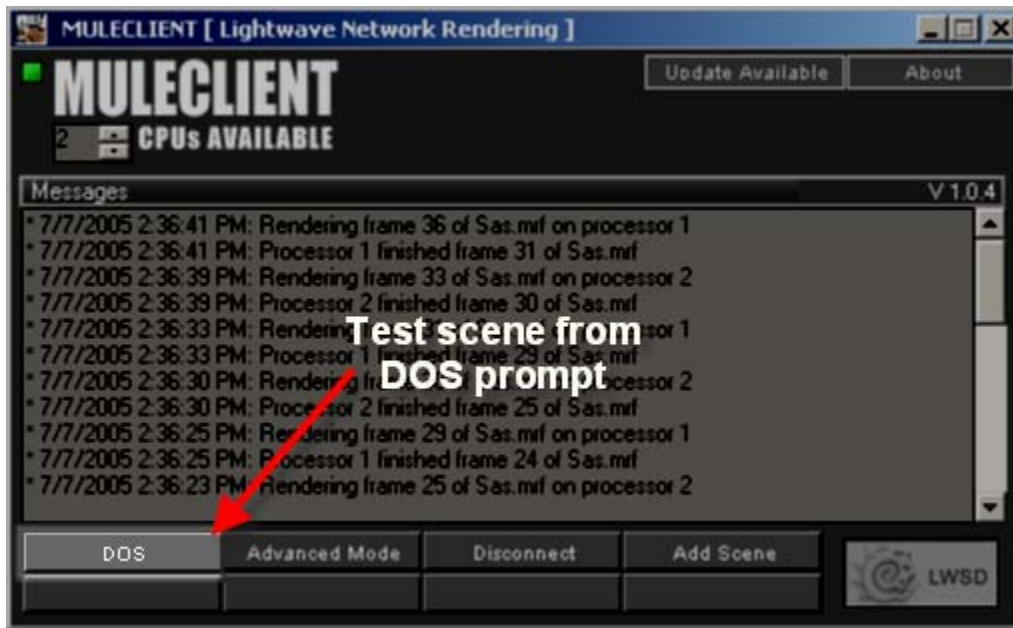 MULECLIENT [ Lightwave Network Rendering ]
MULECLIENT
Update Available
About
2 CPUs AVAILABLE
Messages
V 1.0.4
* 7/7/2005 2:36:41 PM: Rendering frame 36 of Sas.mrf on processor 1
* 7/7/2005 2:36:41 PM: Processor 1 finished frame 31 of Sas.mrf
* 7/7/2005 2:36:39 PM: Rendering frame 33 of Sas.mrf on processor 2
* 7/7/2005 2:36:39 PM: Processor 2 finished frame 30 of Sas.mrf
* 7/7/2005 2:36:33 PM: Rendering
* 7/7/2005 2:36:33 PM: Processor 1 finished frame 29 of Sas.mrf
* 7/7/2005 2:36:30 PM: Rendering
* 7/7/2005 2:36:30 PM: Processor 2 finished frame 25 of Sas.mrf
* 7/7/2005 2:36:25 PM: Rendering frame 29 of Sas.mrf on processor 1
* 7/7/2005 2:36:25 PM: Processor 1 finished frame 24 of Sas.mrf
* 7/7/2005 2:36:23 PM: Rendering frame 25 of Sas.mrf on processor 2
Test scene from
DOS prompt
DOS
Advanced Mode
Disconnect
Add Scene
LWSD